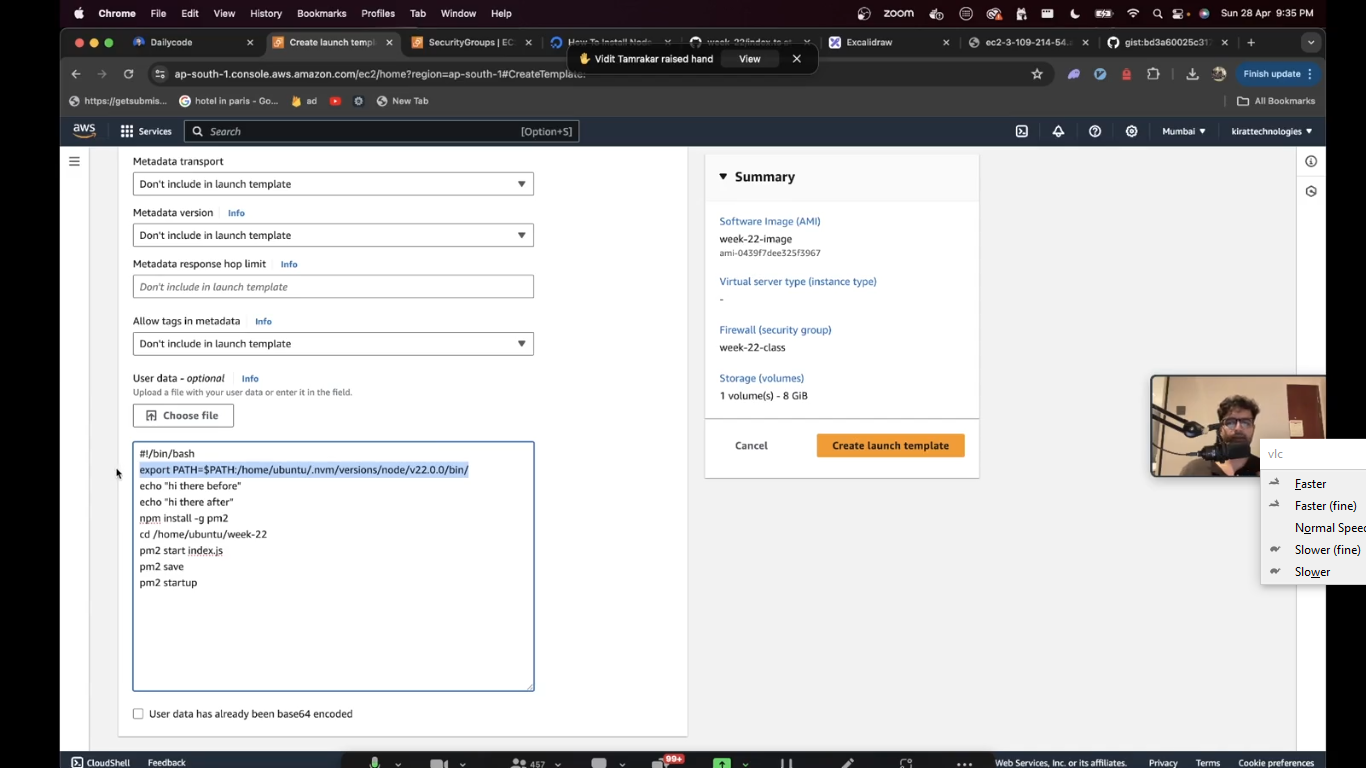 Chrome File Edit View History Bookmarks Profiles Tab Window Help
zoom
Sun 28 Apr 9:35 PM
Dailycode
Create launch templ
SecurityGroups | EC
How To Install Node
week-22/index.ts at
Excalidraw
ec2-3-109-214-54.
gist:bd3a60025c317
Vidit Tamrakar raised hand
View
ap-south-1.console.aws.amazon.com/ec2/home?region=ap-south-1#CreateTemplate:
Finish update
https://getsubmis...
hotel in paris - Go...
ad
New Tab
All Bookmarks
aws
Services
Search
[Option+S]
Mumbai
kirattechnologies
Metadata transport
Don't include in launch template
Metadata version Info
Don't include in launch template
Metadata response hop limit Info
Don't include in launch template
Allow tags in metadata Info
Don't include in launch template
User data - optional Info
Upload a file with your user data or enter it in the field.
Choose file
#!/bin/bash
export PATH=$PATH:/home/ubuntu/.nvm/versions/node/v22.0.0/bin/
echo "hi there before"
echo "hi there after"
npm install -g pm2
cd /home/ubuntu/week-22
pm2 start index.js
pm2 save
pm2 startup
User data has already been base64 encoded
Summary
Software Image (AMI)
week-22-image
ami-0439f7dee325f3967
Virtual server type (instance type)
-
Firewall (security group)
week-22-class
Storage (volumes)
1 volume(s) - 8 GiB
Cancel
Create launch template
vlc
Faster
Faster (fine)
Normal Speed
Slower (fine)
Slower
CloudShell
Feedback
457
99+
Web Services, Inc. or its affiliates.
Privacy
Terms
Cookie preferences